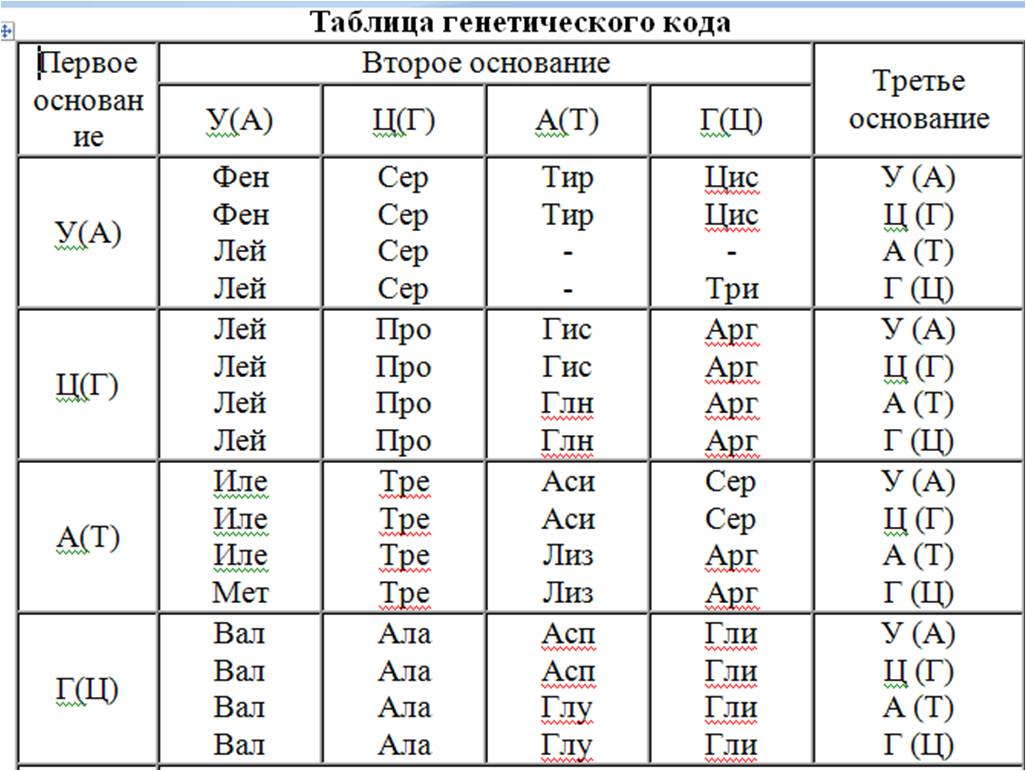 Таблица генетического кода
Первое основан ие
Второе основание
Третье основание
У(А) Ц(Г) А(Т) Г(Ц)
У(А)
Фен Сер Тир Цис У (А)
Фен Сер Тир Цис Ц (Г)
Лей Сер - - А (Т)
Лей Сер - Три Г (Ц)
Ц(Г)
Лей Про Гис Арг У (А)
Лей Про Гис Арг Ц (Г)
Лей Про Глн Арг А (Т)
Лей Про Глн Арг Г (Ц)
А(Т)
Иле Тре Аси Сер У (А)
Иле Тре Аси Сер Ц (Г)
Иле Тре Лиз Арг А (Т)
Мет Тре Лиз Арг Г (Ц)
Г(Ц)
Вал Ала Асп Гли У (А)
Вал Ала Асп Гли Ц (Г)
Вал Ала Глу Гли А (Т)
Вал Ала Глу Гли Г (Ц)